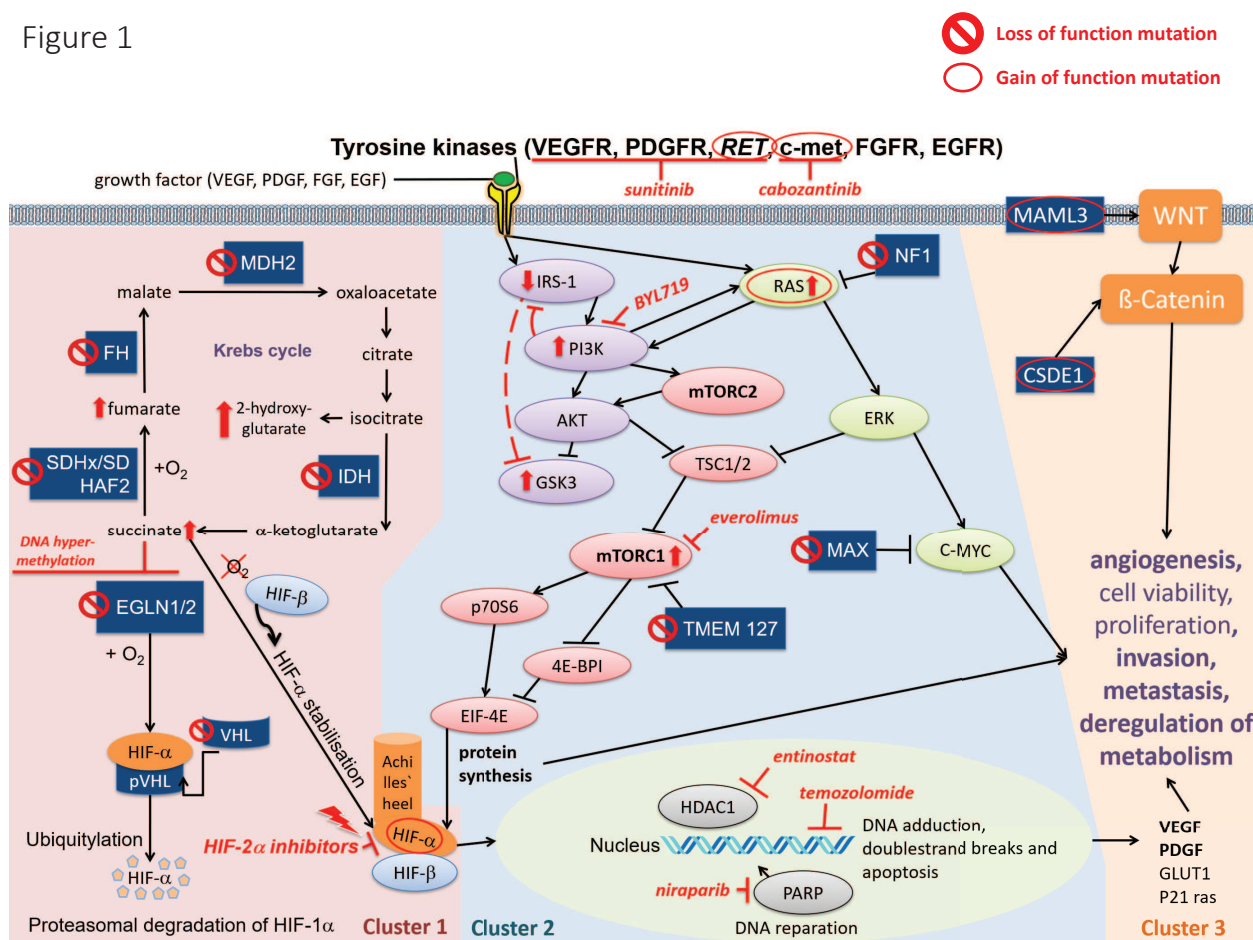 Figure 1
Loss of function mutation
Gain of function mutation
Tyrosine kinases (VEGFR, PDGFR, RET, c-met, FGFR, EGFR)
growth factor (VEGF, PDGF, FGF, EGF)
sunitinib
cabozantinib
MAML3
WNT
MDH2
NF1
malate
oxaloacetate
IRS-1
RAS
BYL719
ß-Catenin
FH
Krebs cycle
citrate
PI3K
CSDE1
fumarate
2-hydroxy-
glutarate
isocitrate
mTORC2
AKT
ERK
SDHx/SD
HAF2
+O2
IDH
TSC1/2
GSK3
succinate
α-ketoglutarate
everolimus
DNA hyper-
methylation
O2
mTORC1
MAX
C-MYC
HIF-β
EGLN1/2
p70S6
TMEM 127
+ O2
HIF-α stabilisation
4E-BPI
angiogenesis,
cell viability,
proliferation,
invasion,
metastasis,
deregulation of
metabolism
EIF-4E
VHL
HIF-α
pVHL
protein
synthesis
Achi
lles`
heel
entinostat
HDAC1
temozolomide
Ubiquitylation
HIF-2α inhibitors
HIF-α
HIF-β
Nucleus
DNA adduction,
doublestrand breaks and
apoptosis
VEGF
PDGF
GLUT1
P21 ras
HIF-α
niraparib
PARP
DNA reparation
Proteasomal degradation of HIF-1α
Cluster 1
Cluster 2
Cluster 3